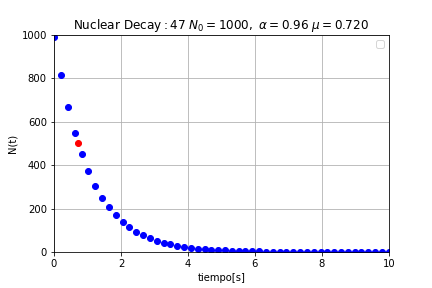 Nuclear Decay : 47 N₀ = 1000, α = 0.96 μ = 0.720
N(t)
1000
800
600
400
200
0
0 2 4 6 8 10
tiempo[s]